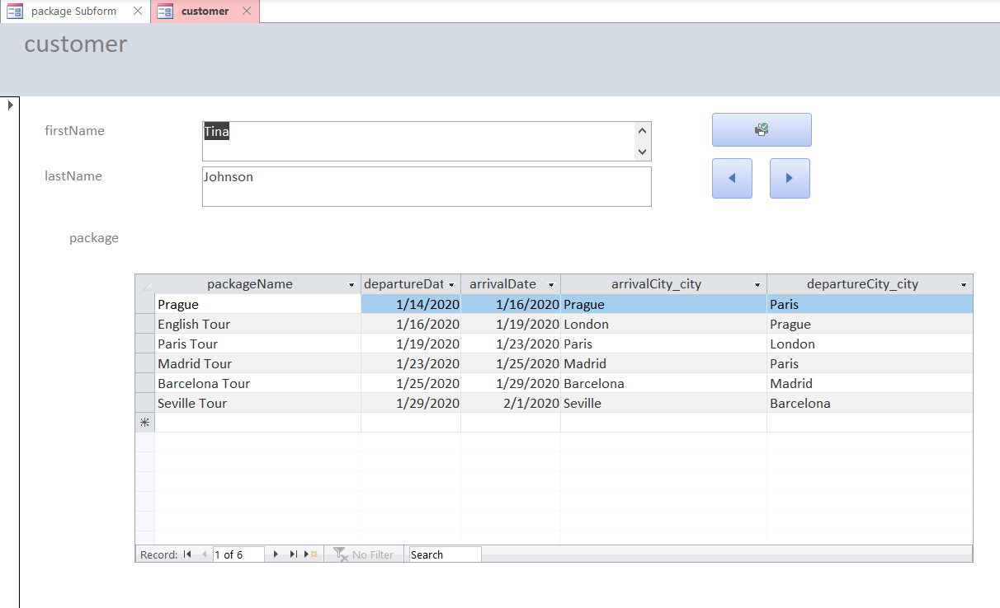 package Subform customer
customer
firstName Tina
lastName Johnson
package
packageName departureDat arrivalDate arrivalCity_city departureCity_city
Prague 1/14/2020 1/16/2020 Prague Paris
English Tour 1/16/2020 1/19/2020 London Prague
Paris Tour 1/19/2020 1/23/2020 Paris London
Madrid Tour 1/23/2020 1/25/2020 Madrid Paris
Barcelona Tour 1/25/2020 1/29/2020 Barcelona Madrid
Seville Tour 1/29/2020 2/1/2020 Seville Barcelona
Record: 1 of 6 No Filter Search